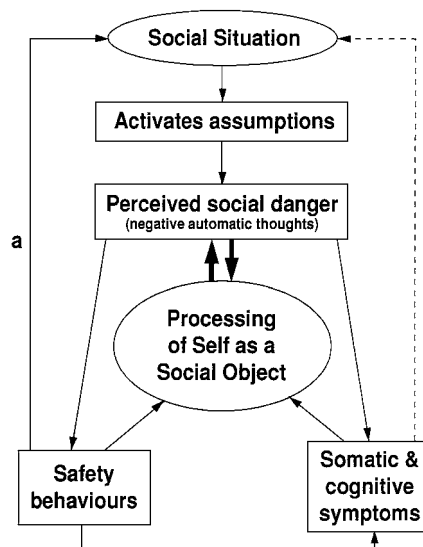 Social Situation
Activates assumptions
Perceived social danger
(negative automatic thoughts)
a
Processing
of Self as a
Social Object
Safety
behaviours
Somatic &
cognitive
symptoms